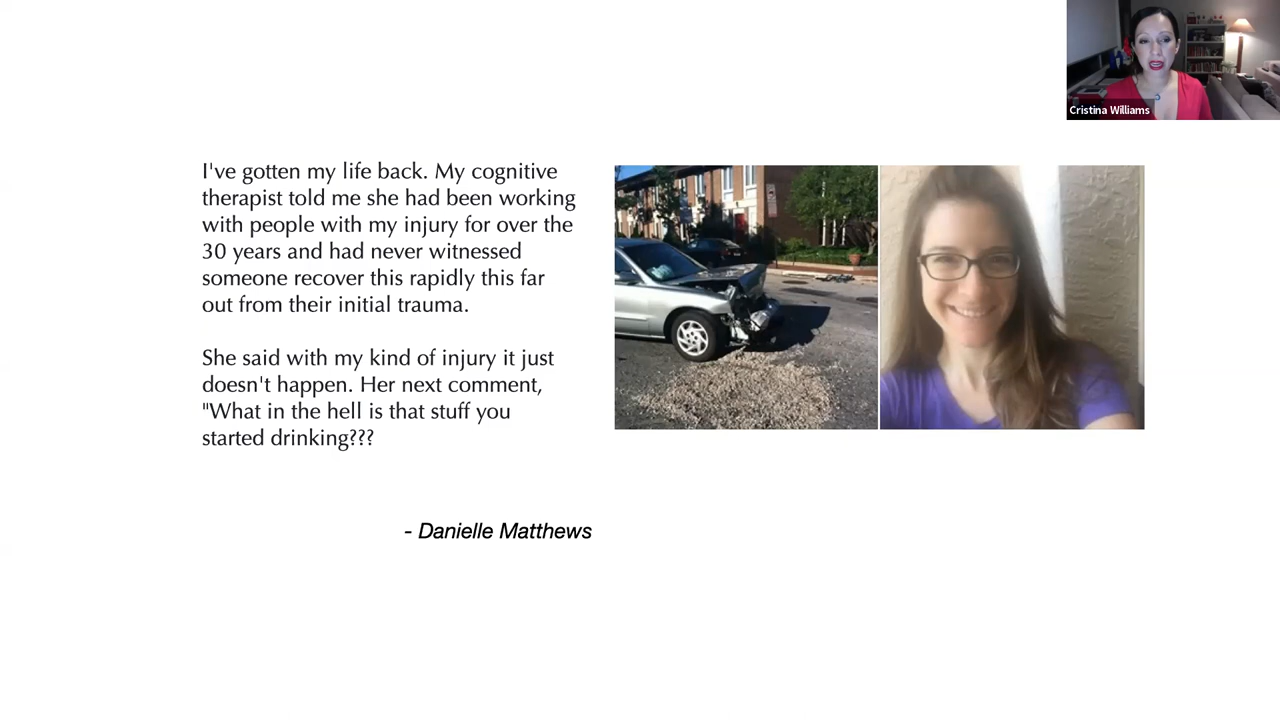 Cristina Williams
I've gotten my life back. My cognitive
therapist told me she had been working
with people with my injury for over the
30 years and had never witnessed
someone recover this rapidly this far
out from their initial trauma.
She said with my kind of injury it just
doesn't happen. Her next comment,
"What in the hell is that stuff you
started drinking???
- Danielle Matthews